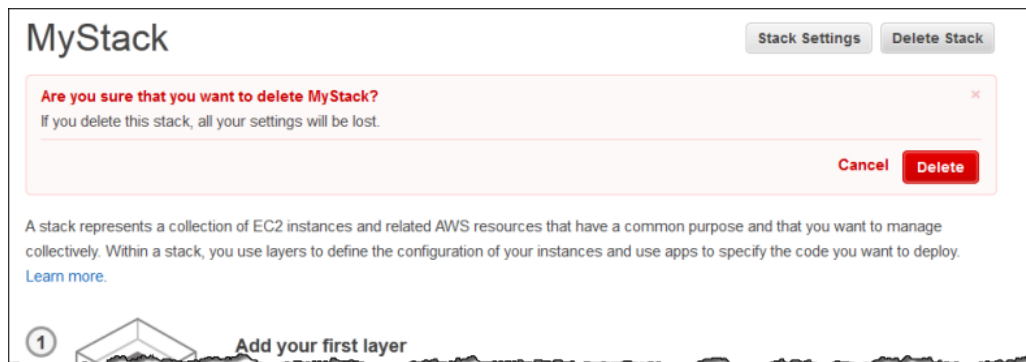 MyStack
Stack Settings
Delete Stack
Are you sure that you want to delete MyStack?
If you delete this stack, all your settings will be lost.
Cancel
Delete
A stack represents a collection of EC2 instances and related AWS resources that have a common purpose and that you want to manage
collectively. Within a stack, you use layers to define the configuration of your instances and use apps to specify the code you want to deploy.
Learn more.
1
Add your first layer